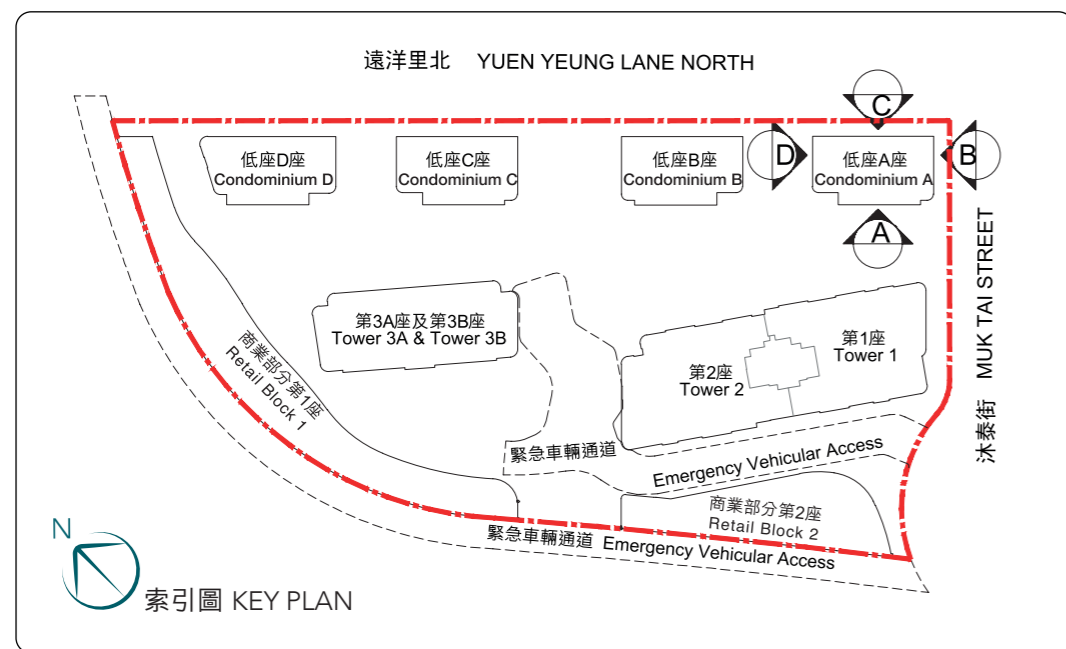 遠洋里北 YUEN YEUNG LANE NORTH
C
低座D座
Condominium D
低座C座
Condominium C
低座B座
Condominium B
D
低座A座
Condominium A
B
A
沐泰街 MUK TAI STREET
第3A座及第3B座
Tower 3A & Tower 3B
第1座
Tower 1
第2座
Tower 2
商業部分第1座
Retail Block 1
緊急車輛通道
Emergency Vehicular Access
商業部分第2座
Retail Block 2
緊急車輛通道 Emergency Vehicular Access
N
索引圖 KEY PLAN